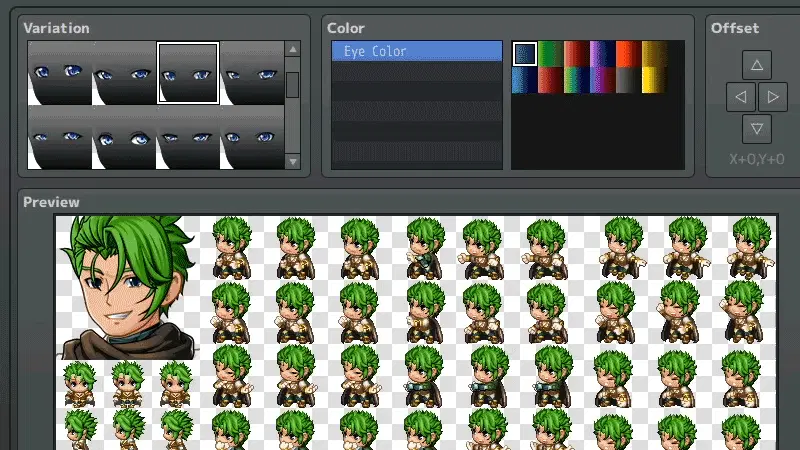 Variation
Color
Offset
Eye Color
X+0,Y+0
Preview